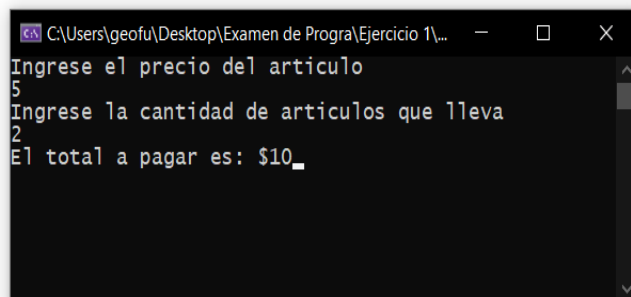 C:\Users\geofu\Desktop\Examen de Progra\Ejercicio 1\...
Ingrese el precio del articulo
5
Ingrese la cantidad de articulos que lleva
2
El total a pagar es: $10